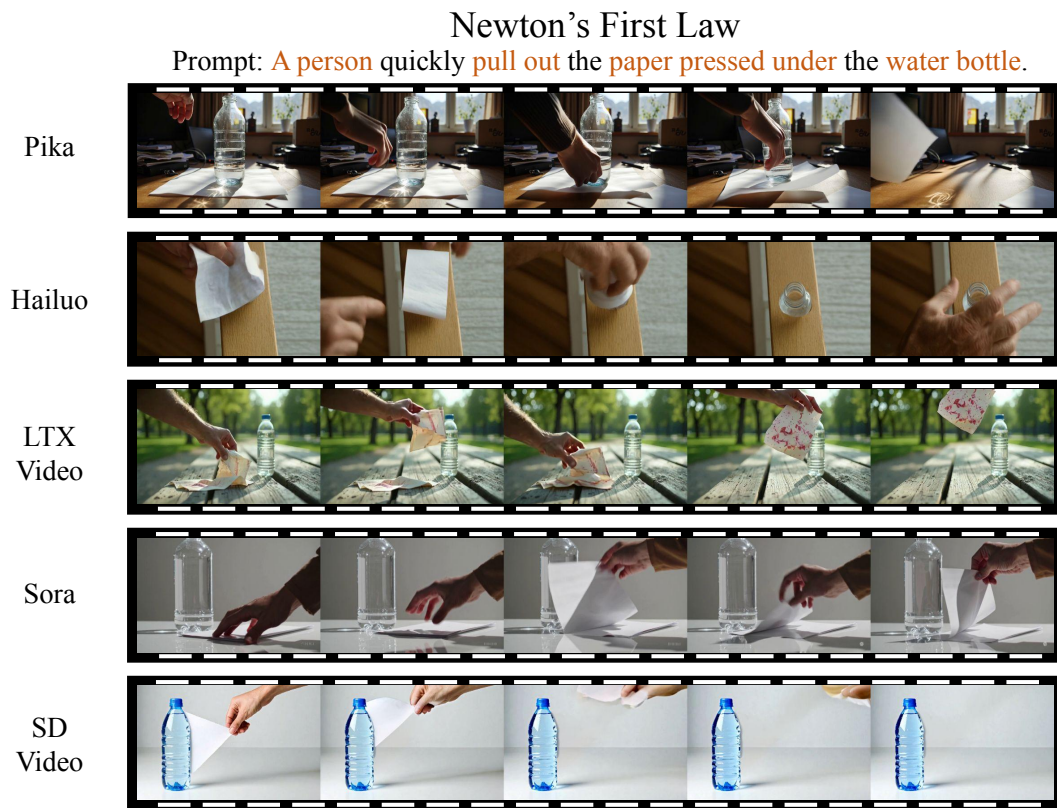 Newton’s First Law
Prompt: A person quickly pull out the paper pressed under the water bottle.
Pika
Hailuo
LTX
Video
Sora
SD
Video